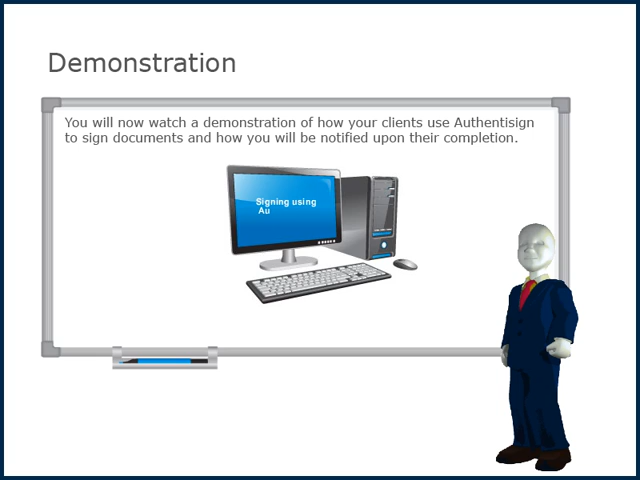 Demonstration
You will now watch a demonstration of how your clients use Authentisign
to sign documents and how you will be notified upon their completion.
Signing using
Au